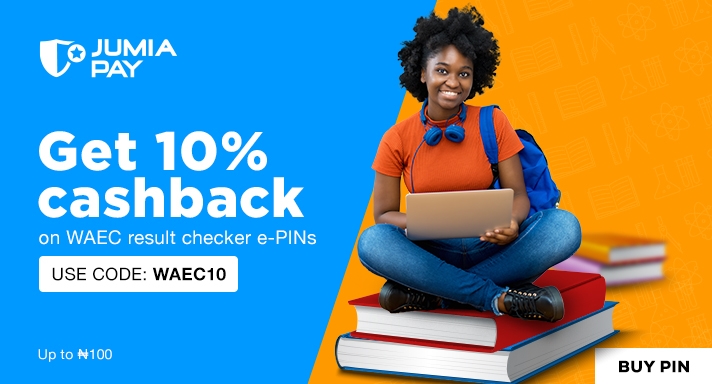 JUMIA
PAY
Get 10%
cashback
on WAEC result checker e-PINs
USE CODE: WAEC10
Up to ₦100
BUY PIN